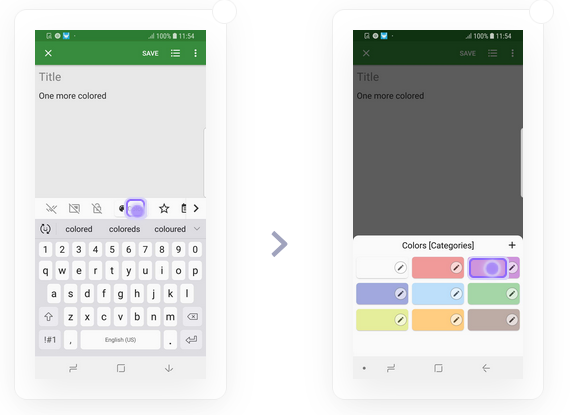 100% 11:54
SAVE
Title
One more colored
colored coloreds coloured
1 2 3 4 5 6 7 8 9 0
q w e r t y u i o p
a s d f g h j k l
z x c v b n m
!#1 , English (US) .
100% 11:54
SAVE
Title
One more colored
Colors [Categories] +